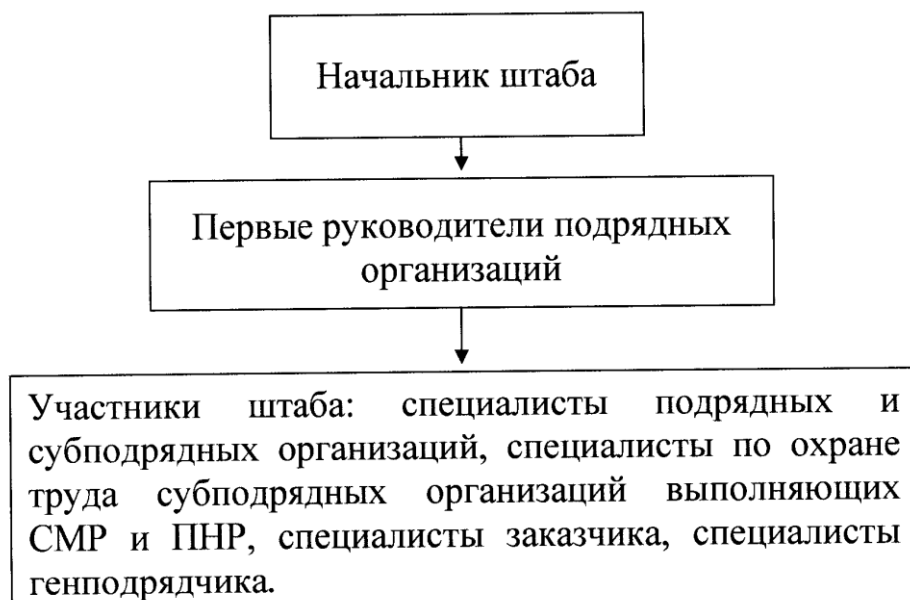 Начальник штаба
Первые руководители подрядных
организаций
Участники штаба: специалисты подрядных и
субподрядных организаций, специалисты по охране
труда субподрядных организаций выполняющих
СМР и ПНР, специалисты заказчика, специалисты
генподрядчика.